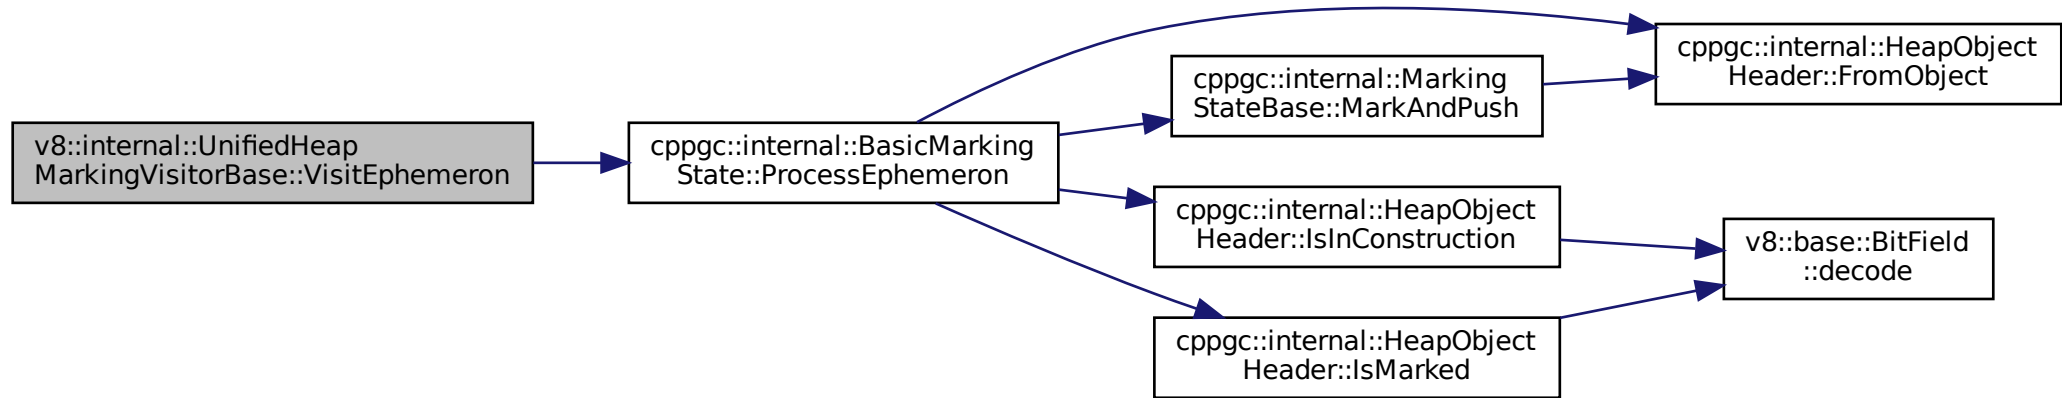 v8::internal::UnifiedHeap
MarkingVisitorBase::VisitEphemeron
cppgc::internal::BasicMarking
State::ProcessEphemeron
cppgc::internal::HeapObject
Header::FromObject
cppgc::internal::Marking
StateBase::MarkAndPush
cppgc::internal::HeapObject
Header::IsInConstruction
v8::base::BitField
::decode
cppgc::internal::HeapObject
Header::IsMarked